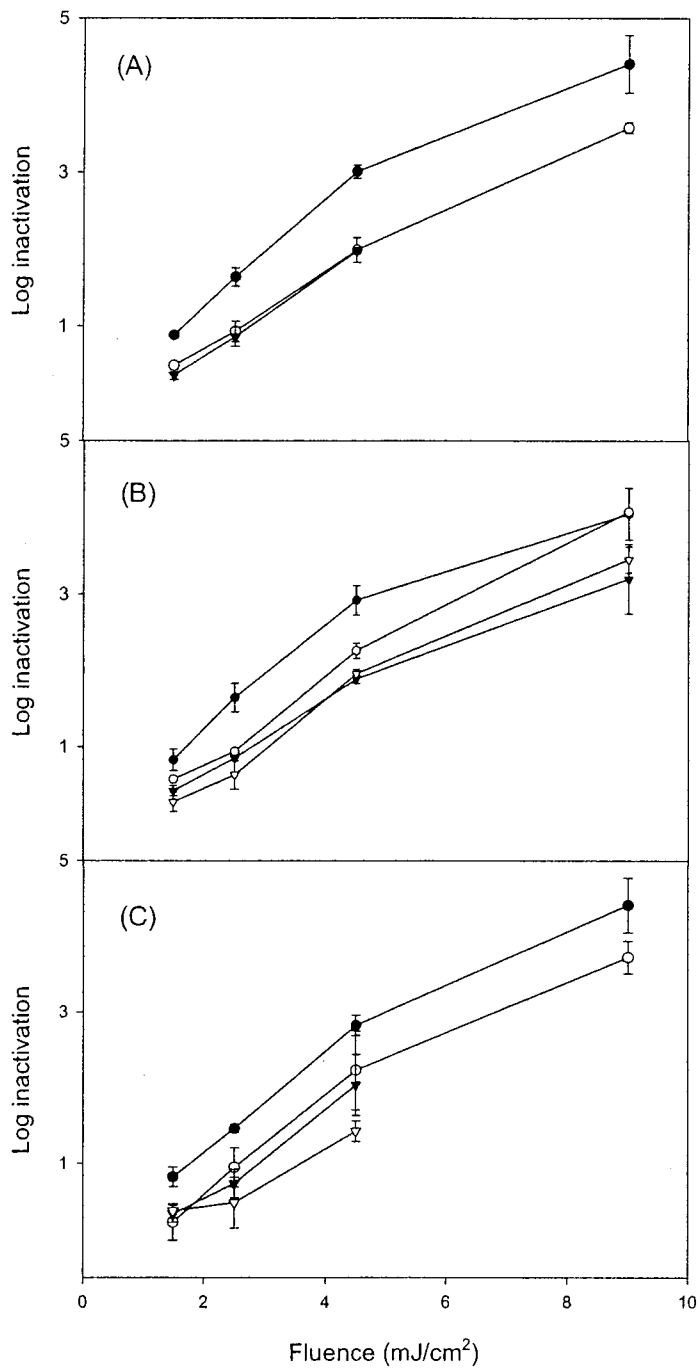 5
(A)
3
1
Log inactivation
5
(B)
3
1
Log inactivation
5
(C)
3
1
Log inactivation
0 2 4 6 8 10
Fluence (mJ/cm²)